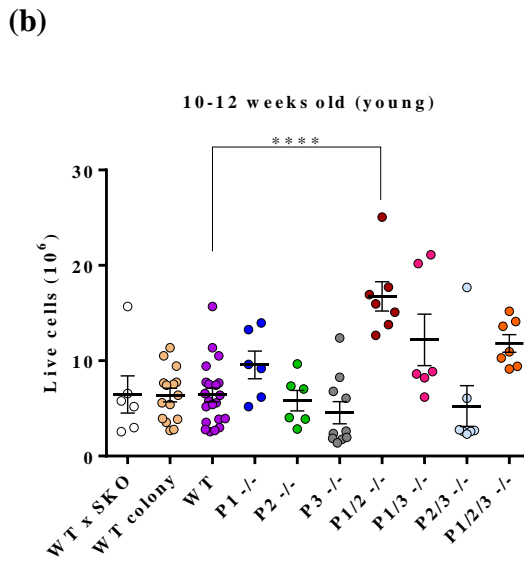 (b)
10-12 weeks old (young)
****
Live cells (10⁶)
30
20
10
0
WT x SKO
WT colony
WT
P1 -/-
P2 -/-
P3 -/-
P1/2 -/-
P1/3 -/-
P2/3 -/-
P1/2/3 -/-